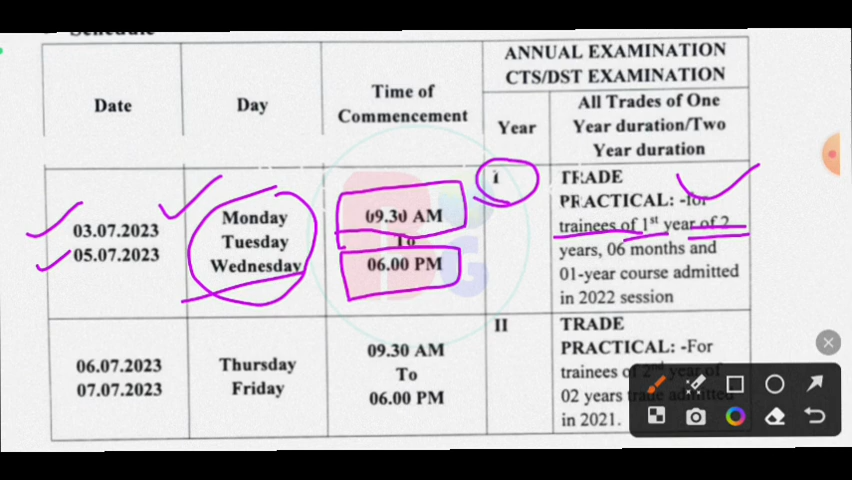 Schedule
ANNUAL EXAMINATION
CTS/DST EXAMINATION
Date
Day
Time of
Commencement
Year
All Trades of One
Year duration/Two
Year duration
03.07.2023
05.07.2023
Monday
Tuesday
Wednesday
09.30 AM
To
06.00 PM
I
TRADE
PRACTICAL: -for
trainees of 1st year of 2
years, 06 months and
01-year course admitted
in 2022 session
06.07.2023
07.07.2023
Thursday
Friday
09.30 AM
To
06.00 PM
II
TRADE
PRACTICAL: -For
trainees of 2nd year of
02 years trade admitted
in 2021.